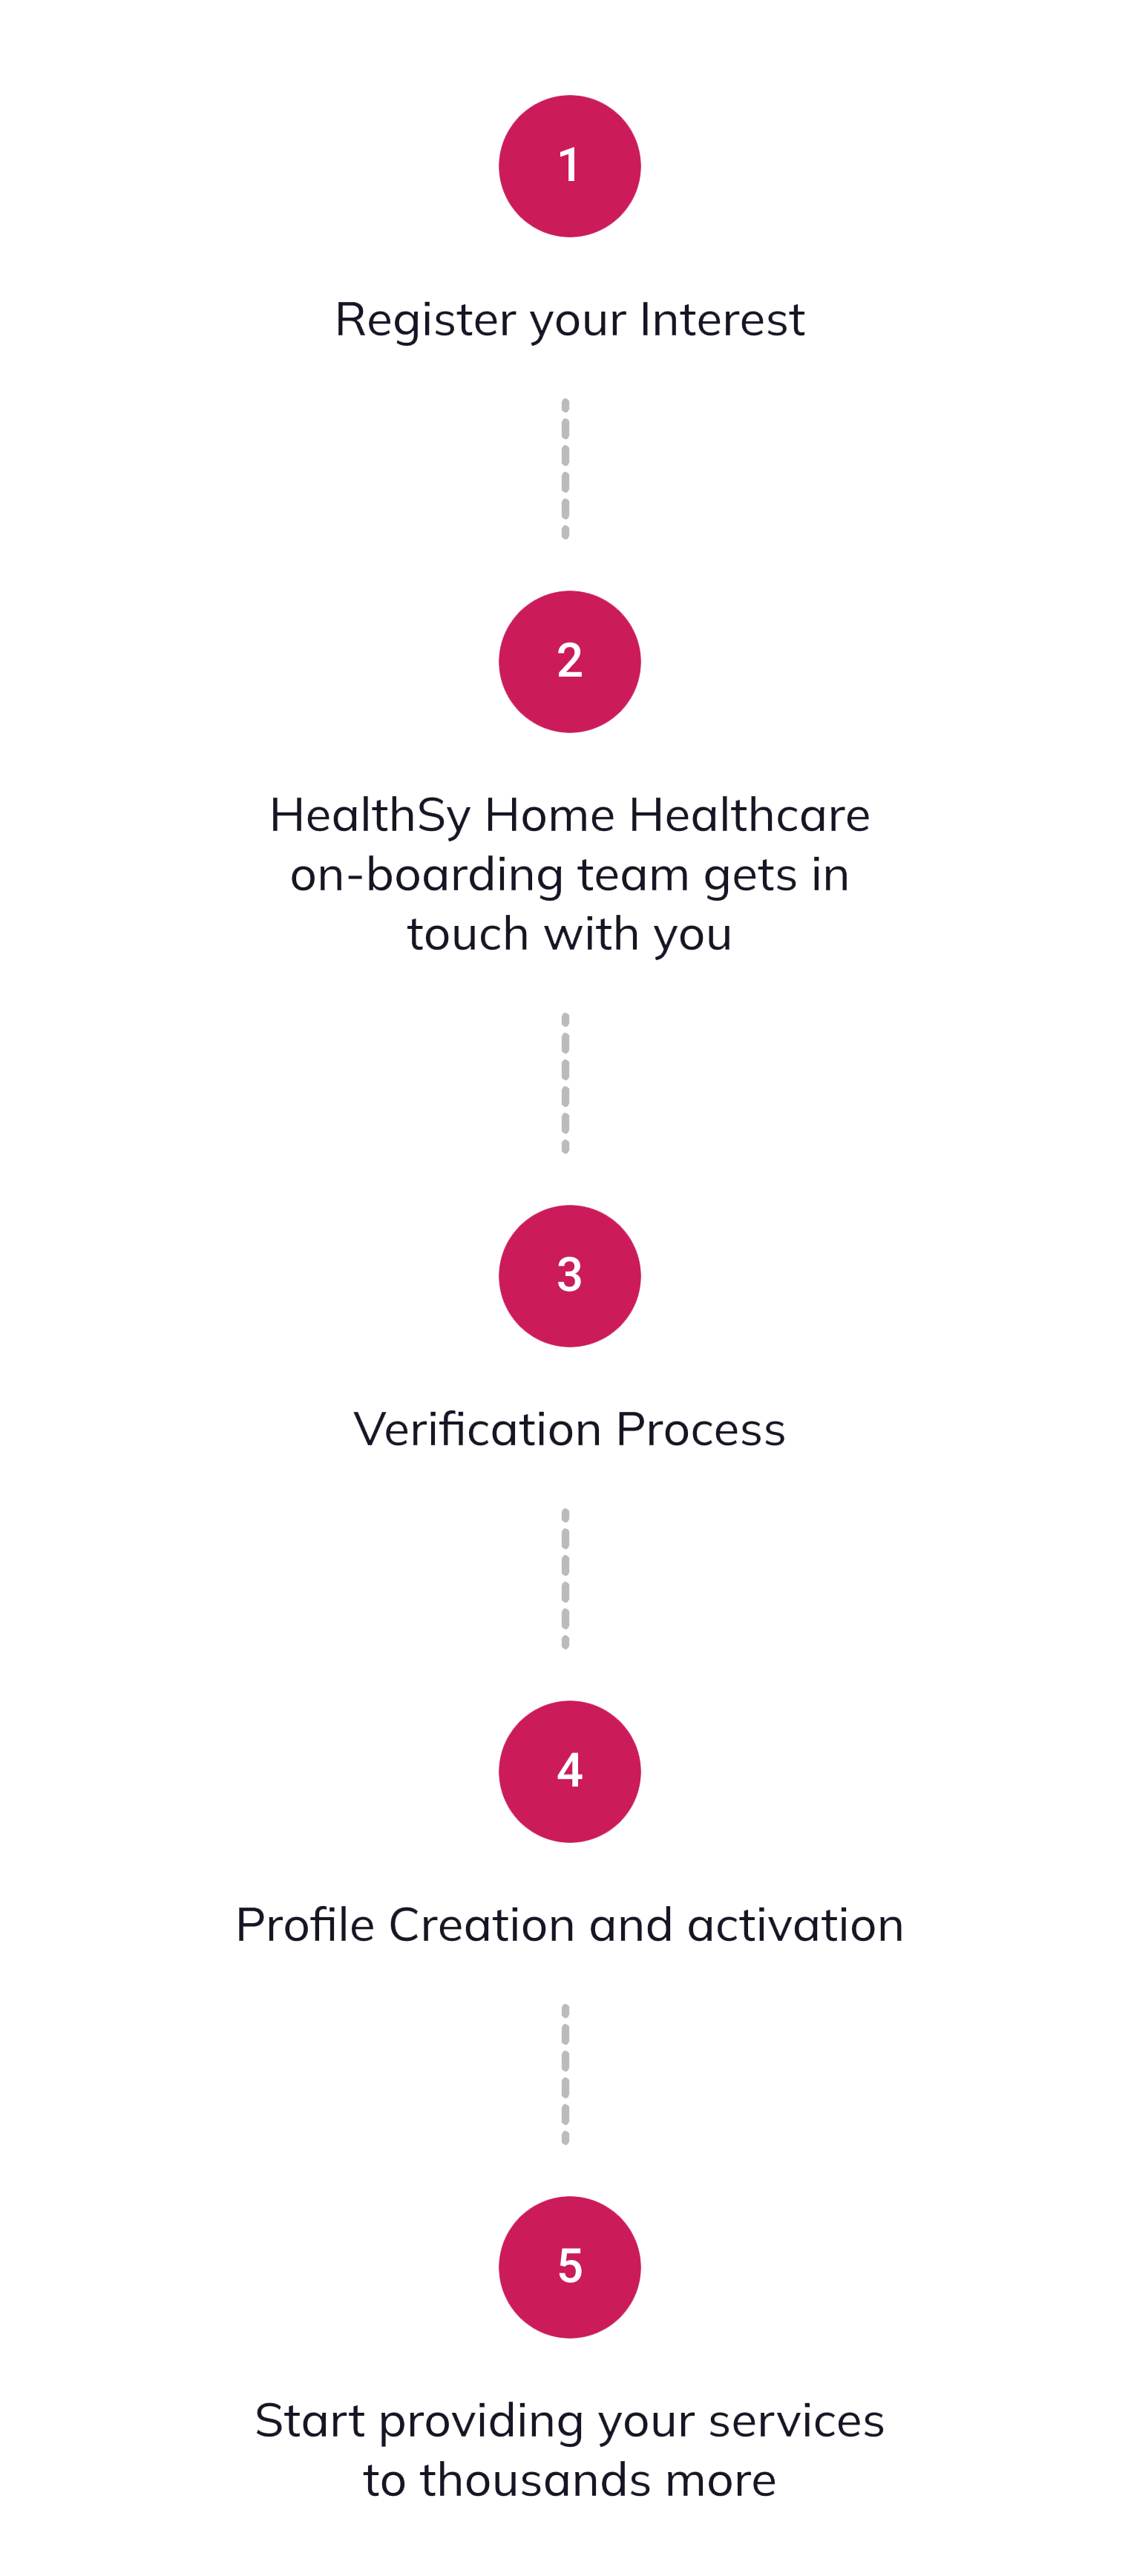 1
Register your Interest
2
HealthSy Home Healthcare
on-boarding team gets in
touch with you
3
Verification Process
4
Profile Creation and activation
5
Start providing your services
to thousands more